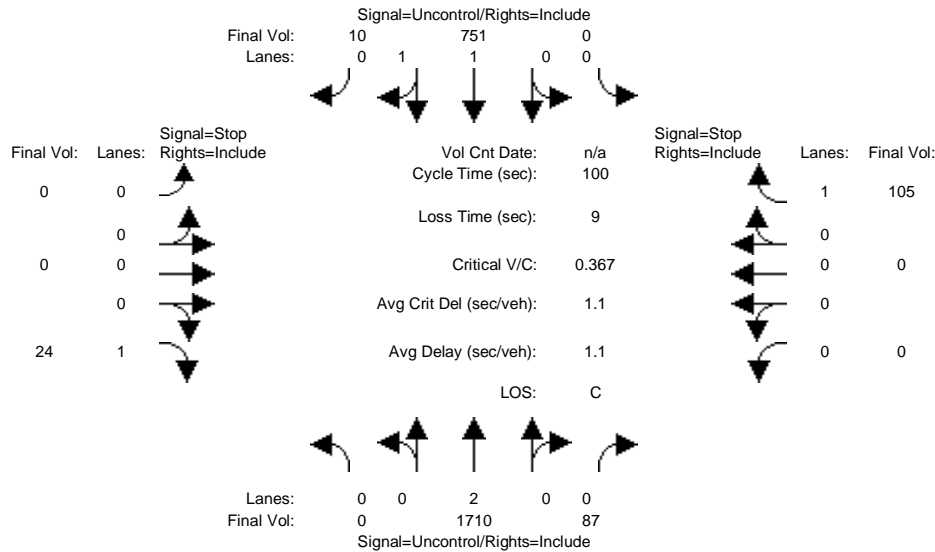 Signal=Uncontrol/Rights=Include
Final Vol: 10 751 0
Lanes: 0 1 1 0 0
Signal=Stop
Final Vol: Lanes: Rights=Include
Vol Cnt Date: n/a
Signal=Stop
Rights=Include Lanes: Final Vol:
Cycle Time (sec): 100
0 0
1 105
Loss Time (sec): 9
0
0
0 0
Critical V/C: 0.367
0 0
0
Avg Crit Del (sec/veh): 1.1
0
24 1
Avg Delay (sec/veh): 1.1
0 0
LOS: C
Lanes: 0 0 2 0 0
Final Vol: 0 1710 87
Signal=Uncontrol/Rights=Include